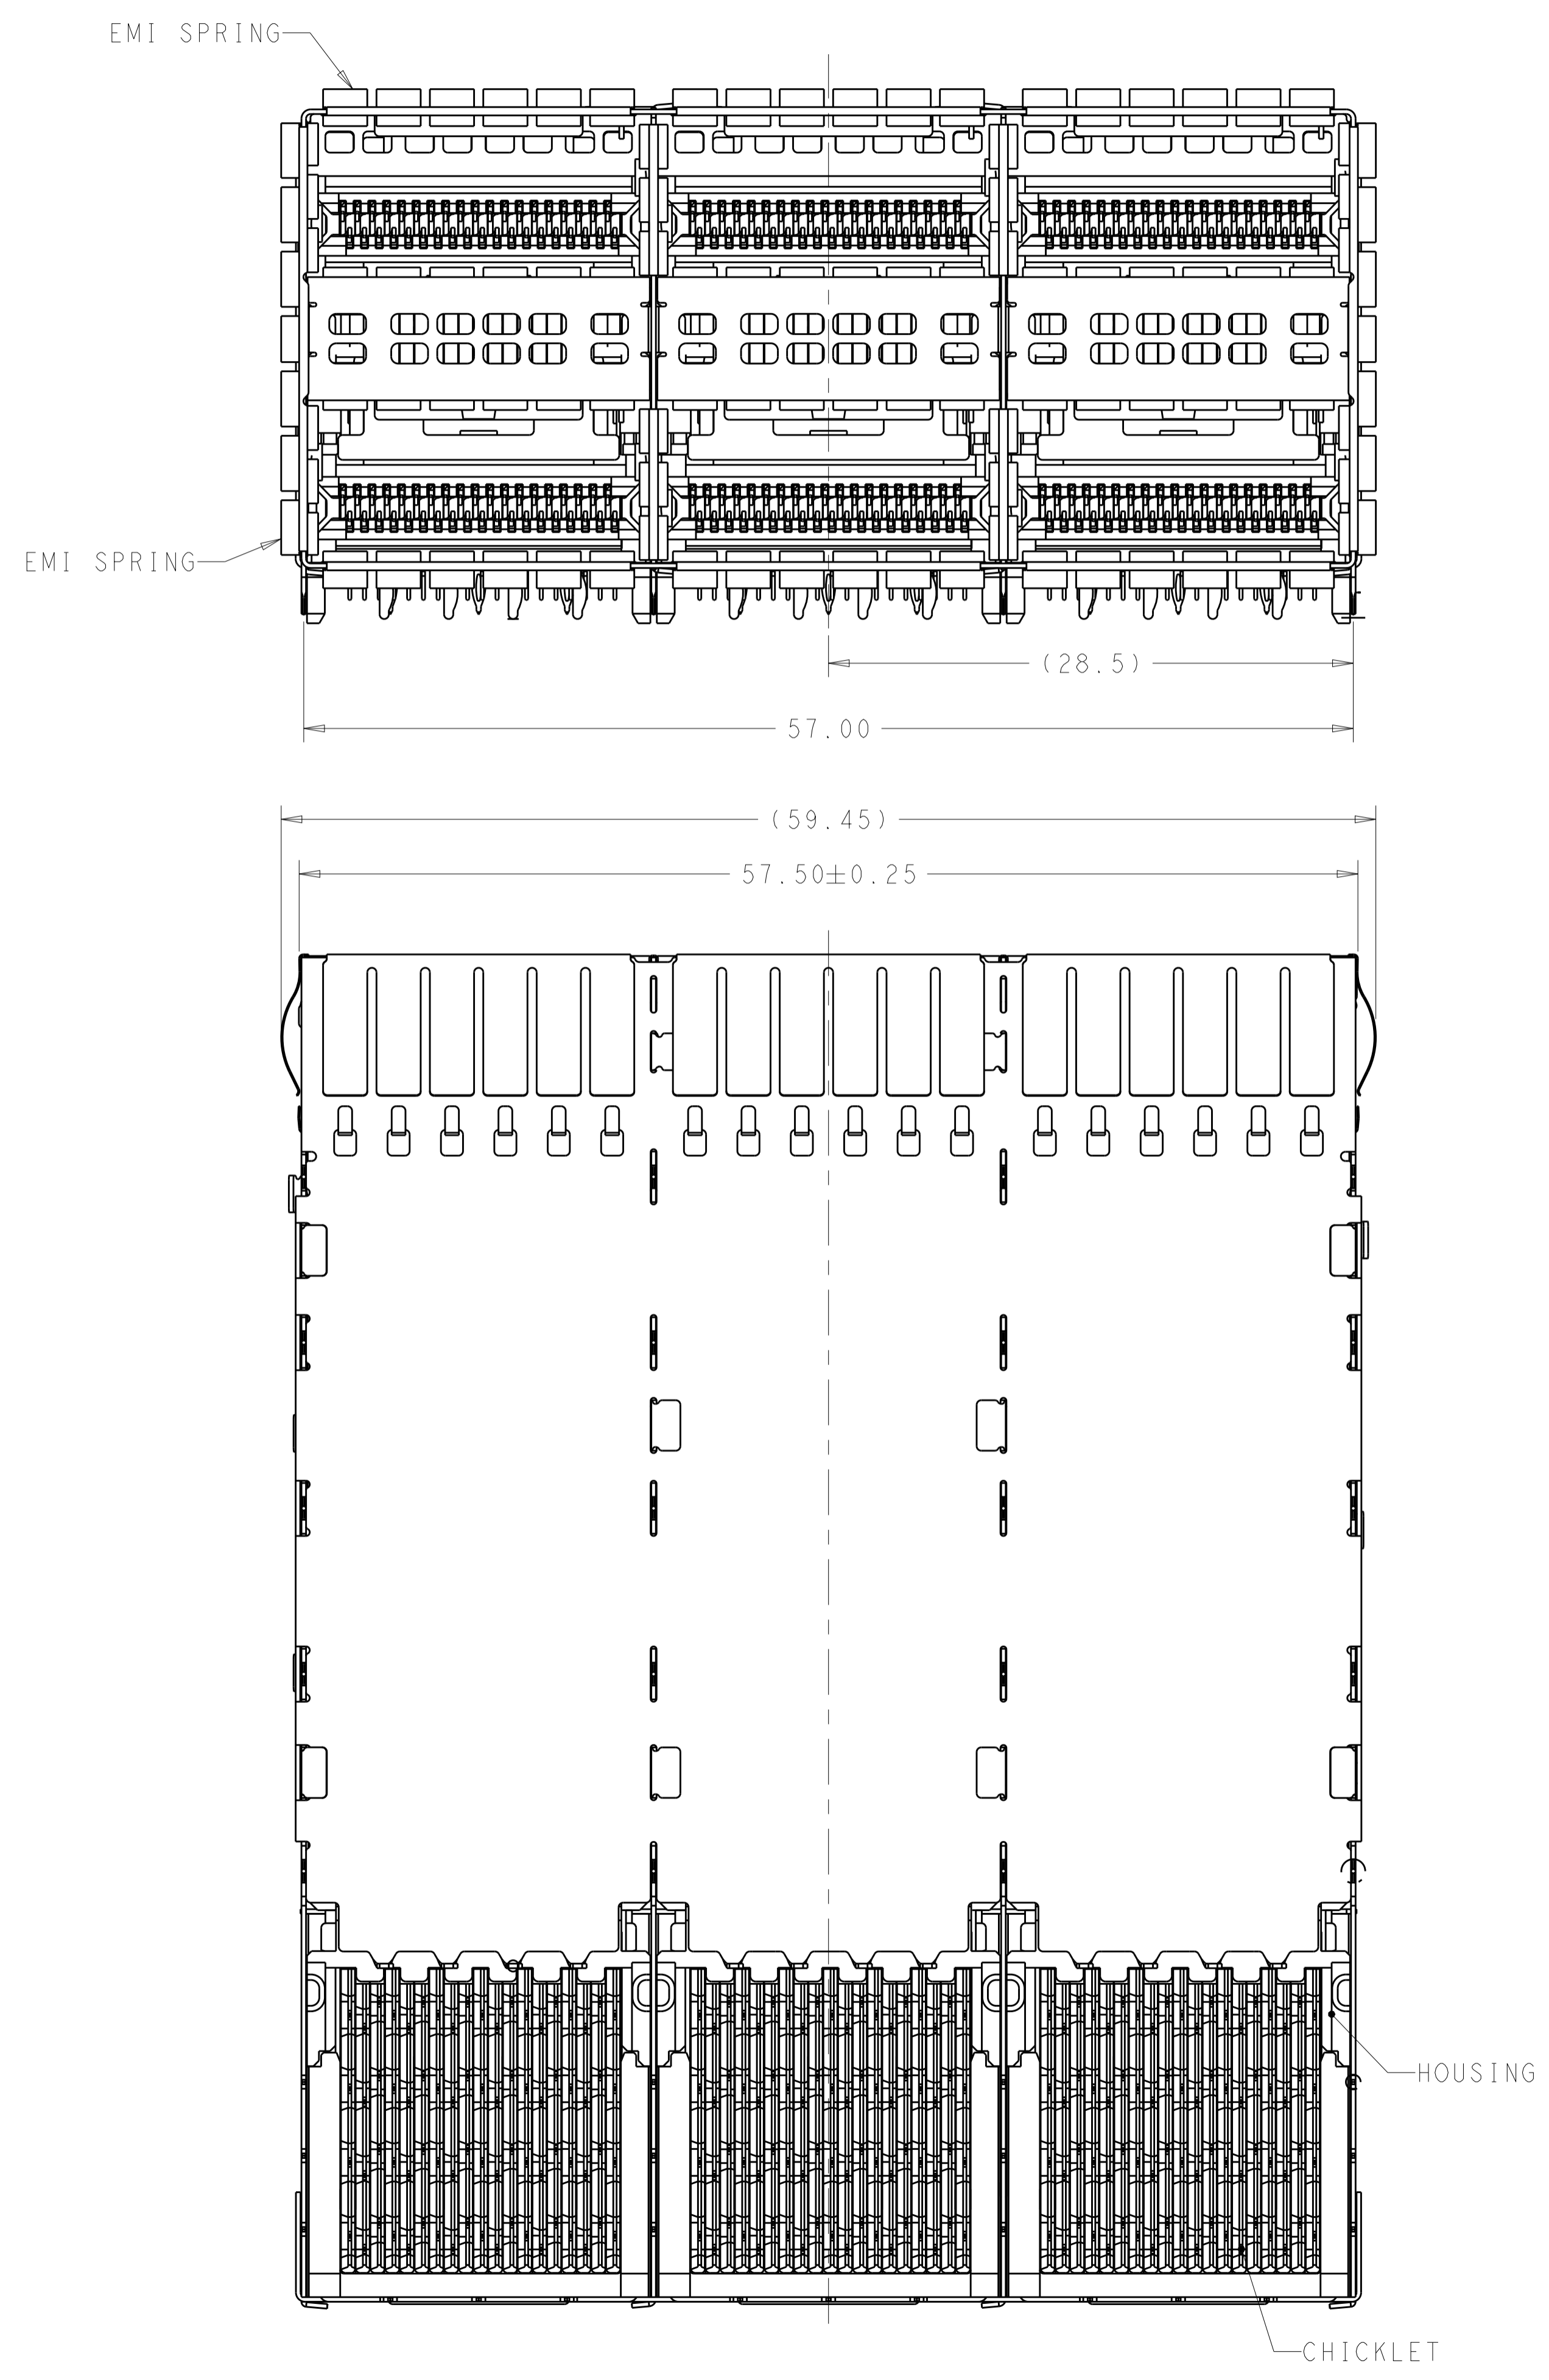 EMI SPRING
EMI SPRING
(28.5)
57.00
(59.45)
57.50±0.25
HOUSING
CHICKLET